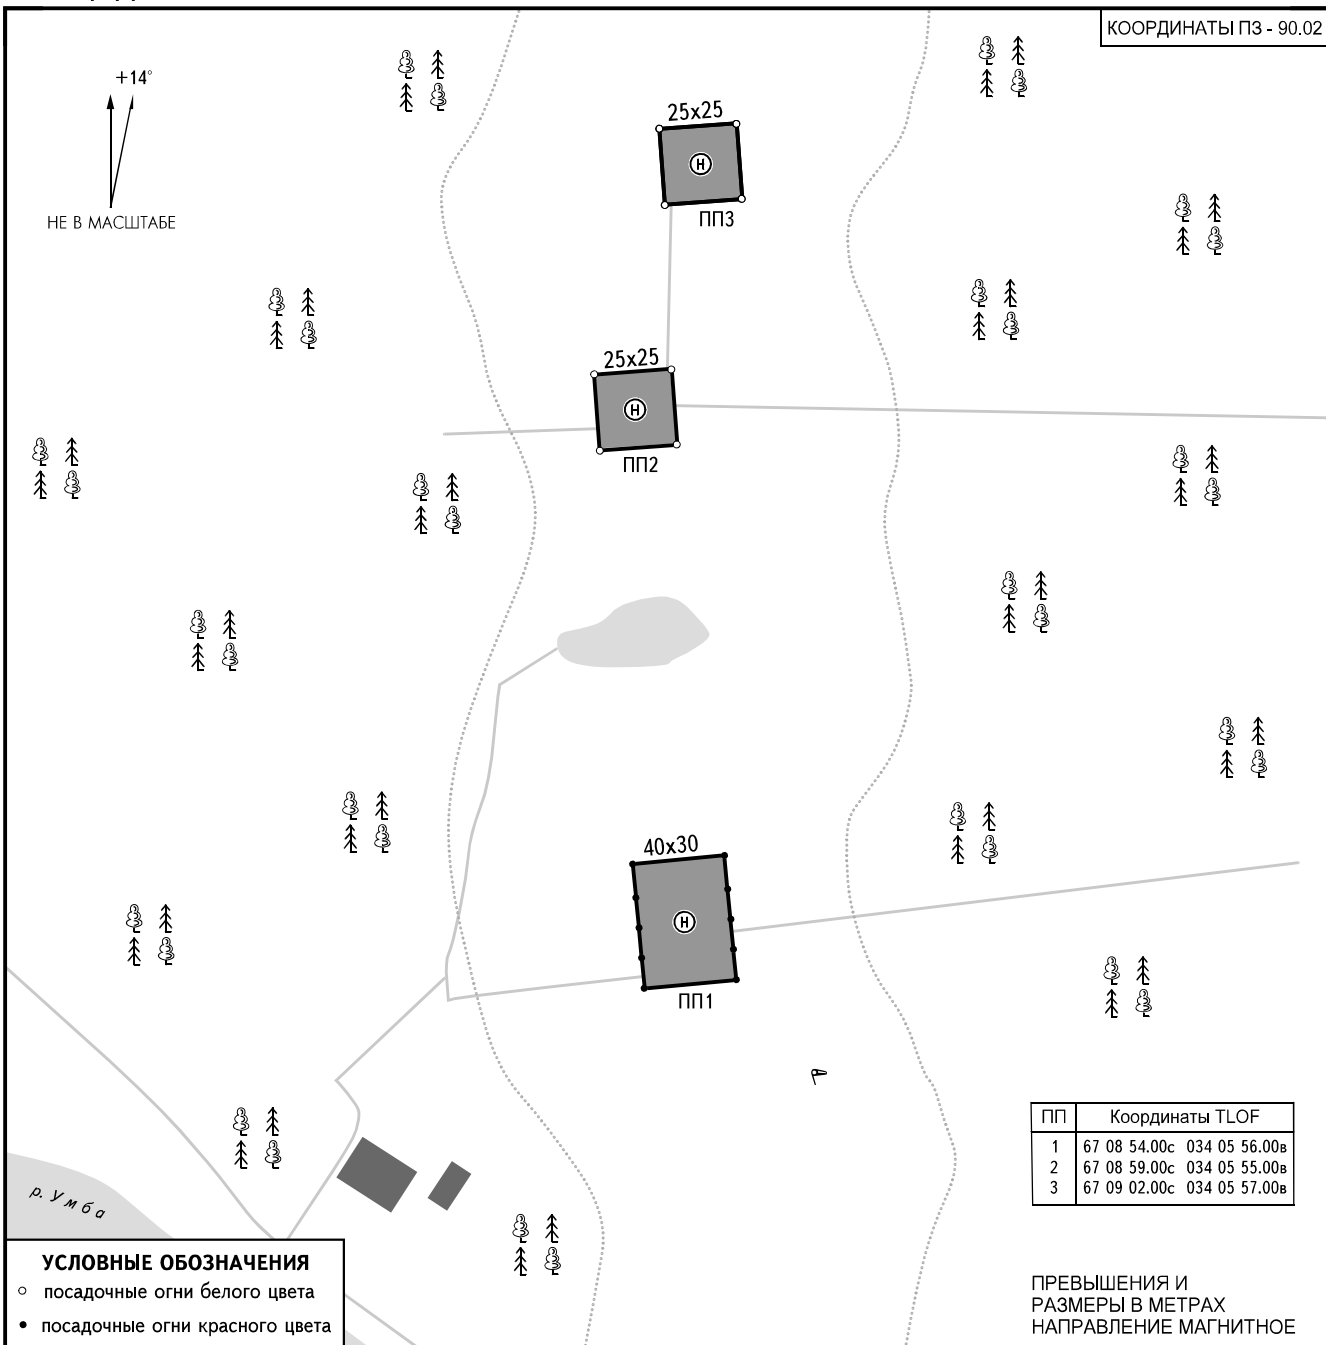 КООРДИНАТЫ ПЗ - 90.02
+14°
НЕ В МАСШТАБЕ
25x25
H
ПП3
25x25
H
ПП2
40x30
H
ПП1
ПП Координаты TLOF
1 67 08 54.00с 034 05 56.00в
2 67 08 59.00с 034 05 55.00в
3 67 09 02.00с 034 05 57.00в
р. Умба
УСЛОВНЫЕ ОБОЗНАЧЕНИЯ
посадочные огни белого цвета
посадочные огни красного цвета
ПРЕВЫШЕНИЯ И
РАЗМЕРЫ В МЕТРАХ
НАПРАВЛЕНИЕ МАГНИТНОЕ